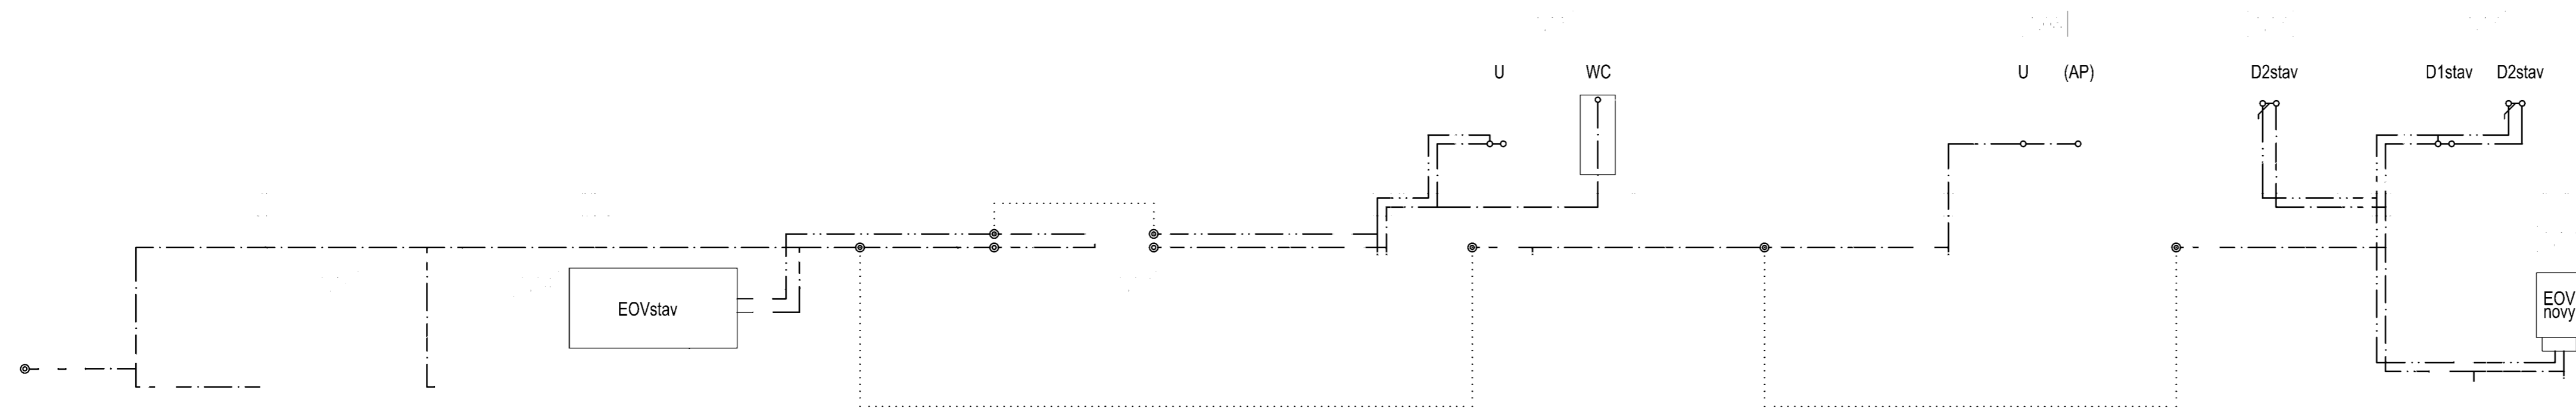 U
WC
U
(AP)
D2stav
D1stav
D2stav
EOVstav
EOV
novy